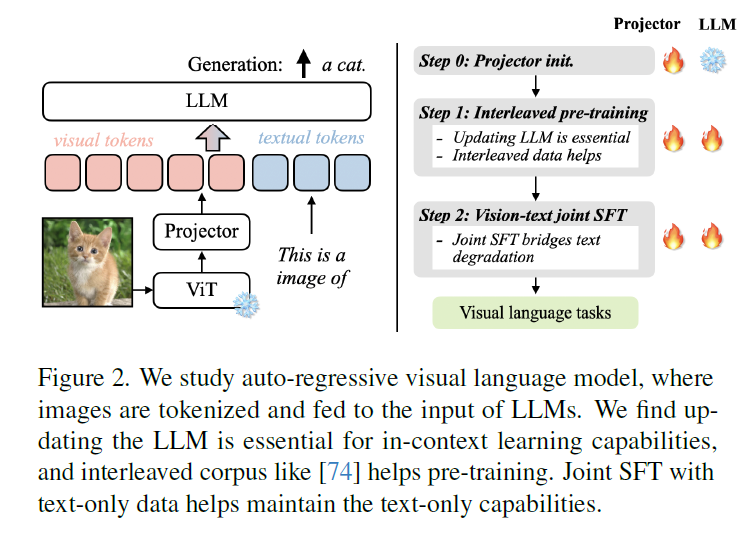 Generation: a cat.
LLM
visual tokens
textual tokens
Projector
ViT
This is a
image of
Projector LLM
Step 0: Projector init.
Step 1: Interleaved pre-training
- Updating LLM is essential
- Interleaved data helps
Step 2: Vision-text joint SFT
- Joint SFT bridges text
degradation
Visual language tasks
Figure 2. We study auto-regressive visual language model, where
images are tokenized and fed to the input of LLMs. We find up-
dating the LLM is essential for in-context learning capabilities,
and interleaved corpus like [74] helps pre-training. Joint SFT with
text-only data helps maintain the text-only capabilities.